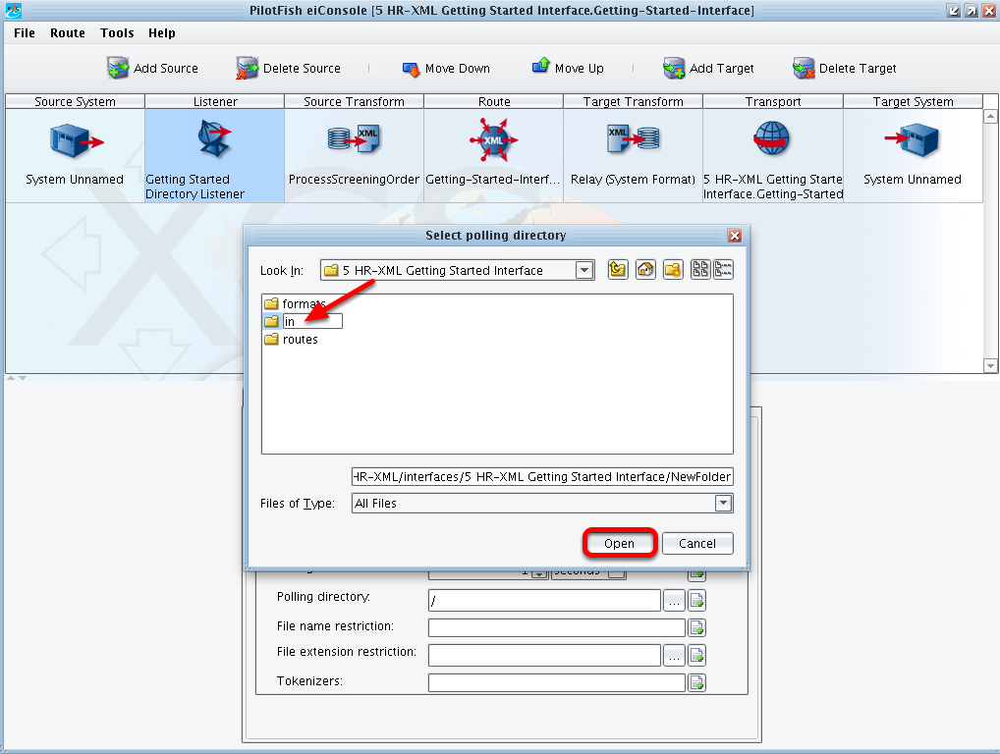 PilotFish eiConsole [5 HR-XML Getting Started Interface.Getting-Started-Interface]
File Route Tools Help
Add Source Delete Source Move Down Move Up Add Target Delete Target
Source System Listener Source Transform Route Target Transform Transport Target System
XML XML XML
System Unnamed Getting Started ProcessScreeningOrder Getting-Started-Interf... Relay (System Format) 5 HR-XML Getting Starte System Unnamed
Directory Listener Interface.Getting-Started
Select polling directory
Look In: 5 HR-XML Getting Started Interface
formats
in
routes
HR-XML/interfaces/5 HR-XML Getting Started Interface/NewFolder
Files of Type: All Files
Open Cancel
1 seconds
Polling directory: / ...
File name restriction:
File extension restriction: ...
Tokenizers: